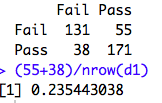 Fail Pass
Fail 131 55
Pass 38 171
> (55+38)/nrow(d1)
[1] 0.235443038